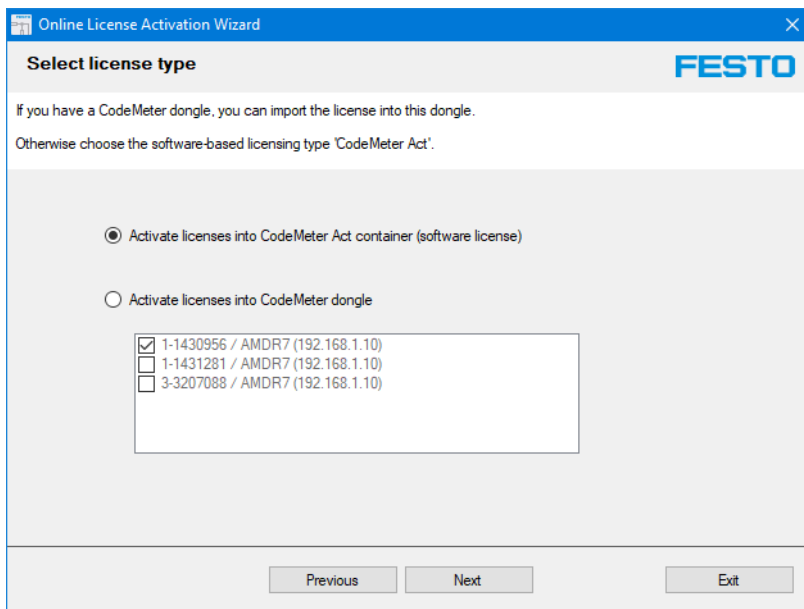 Online License Activation Wizard
Select license type
FESTO
If you have a CodeMeter dongle, you can import the license into this dongle.
Otherwise choose the software-based licensing type 'CodeMeter Act'.
Activate licenses into CodeMeter Act container (software license)
Activate licenses into CodeMeter dongle
1-1430956 / AMDR7 (192.168.1.10)
1-1431281 / AMDR7 (192.168.1.10)
3-3207088 / AMDR7 (192.168.1.10)
Previous Next Exit